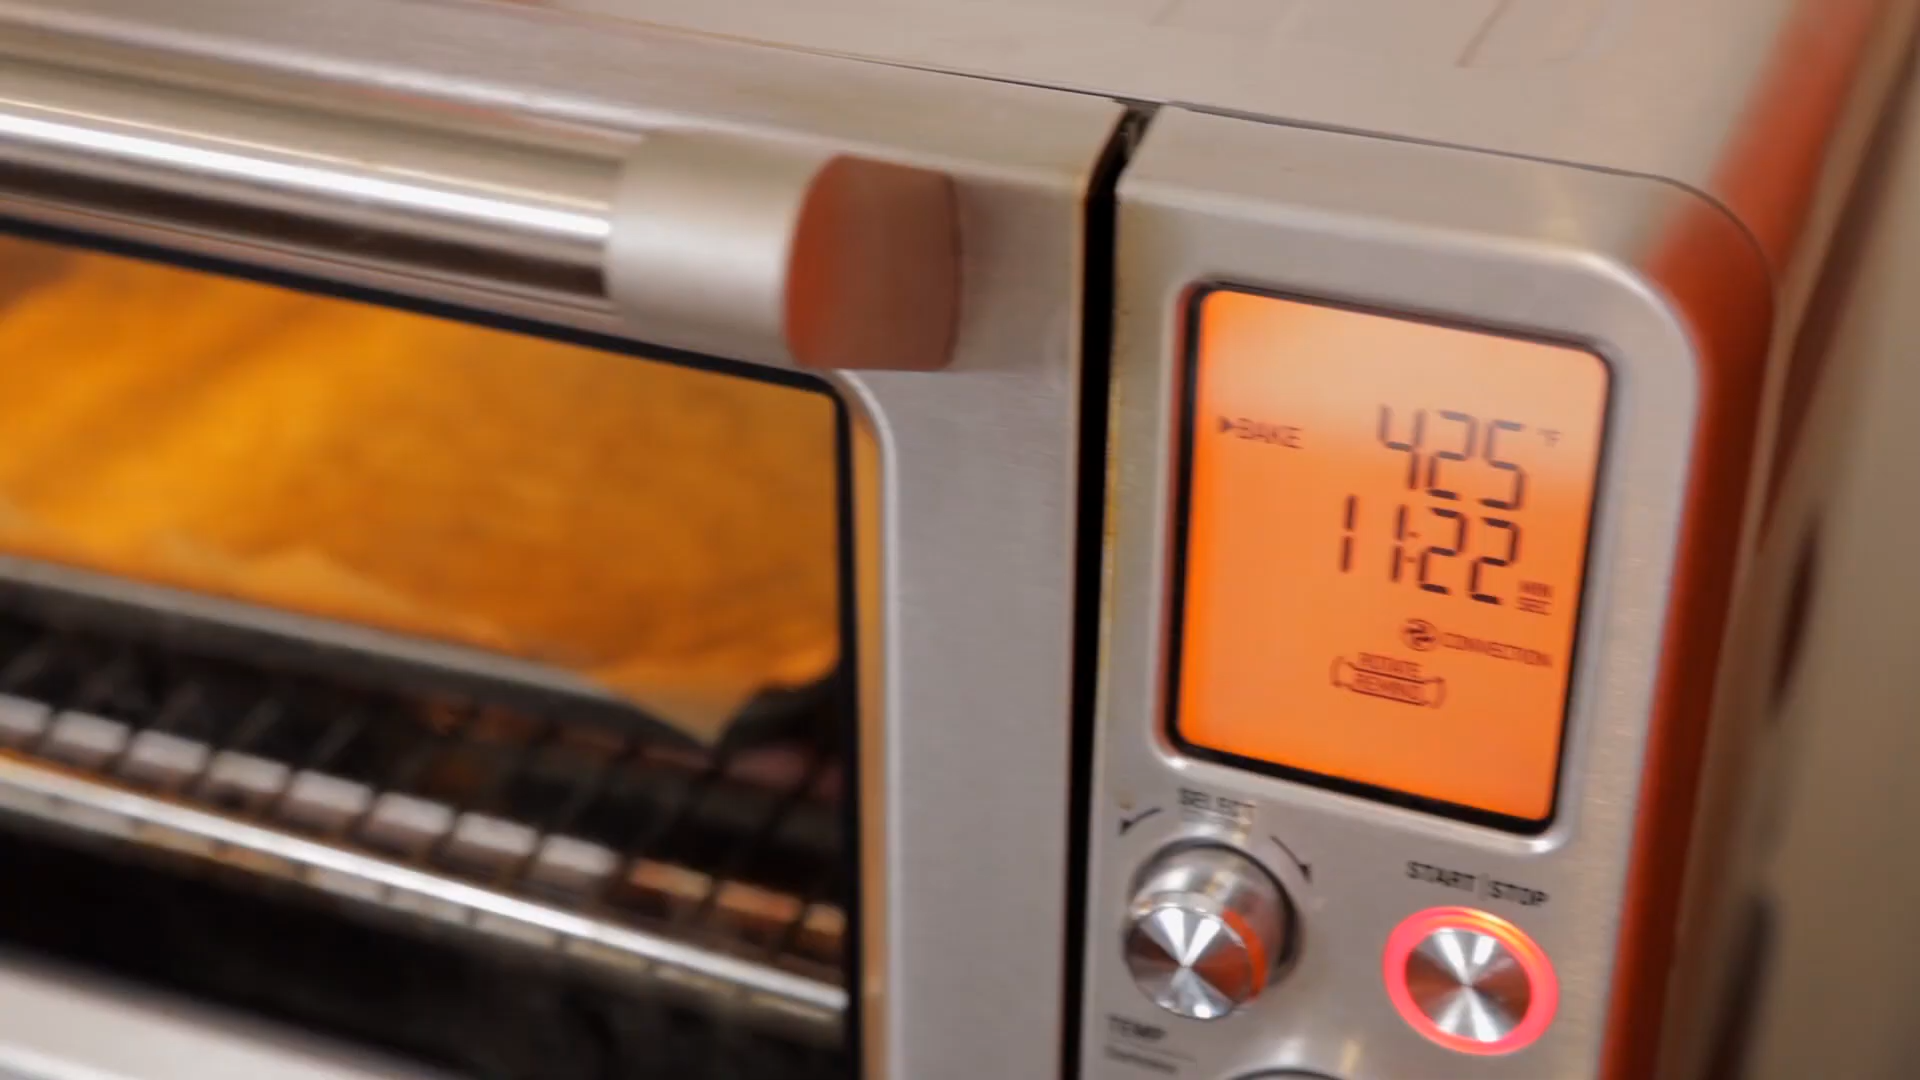 ▶BAKE 425 °F
11:22 MIN SEC
CONVECTION
ROTATE
REMIND
SELECT
START|STOP
TEMP